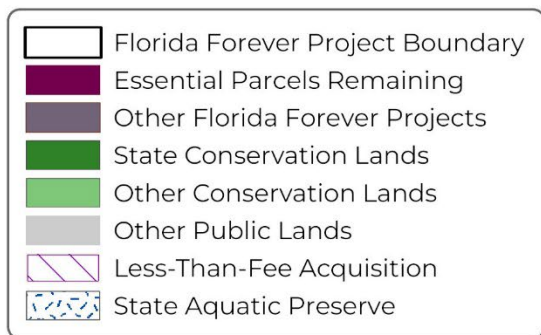 Florida Forever Project Boundary
Essential Parcels Remaining
Other Florida Forever Projects
State Conservation Lands
Other Conservation Lands
Other Public Lands
Less-Than-Fee Acquisition
State Aquatic Preserve